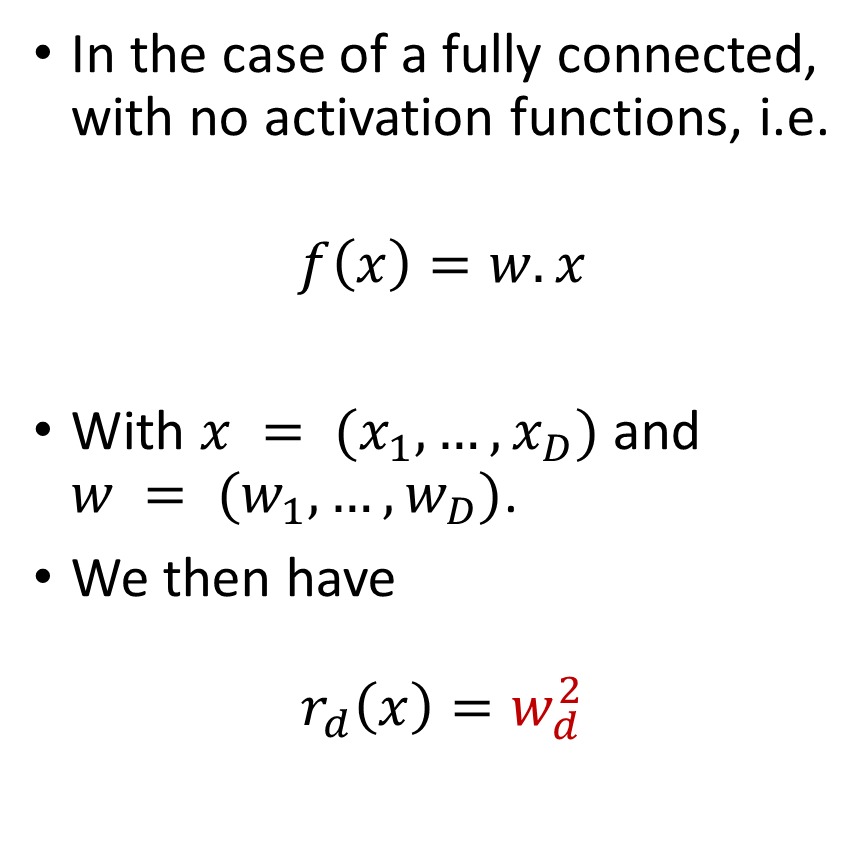 • In the case of a fully connected,
with no activation functions, i.e.
f(x) = w. x
• With x = (x₁, … , x_D) and
w = (w₁, … , w_D).
• We then have
r_d(x) = w_d²